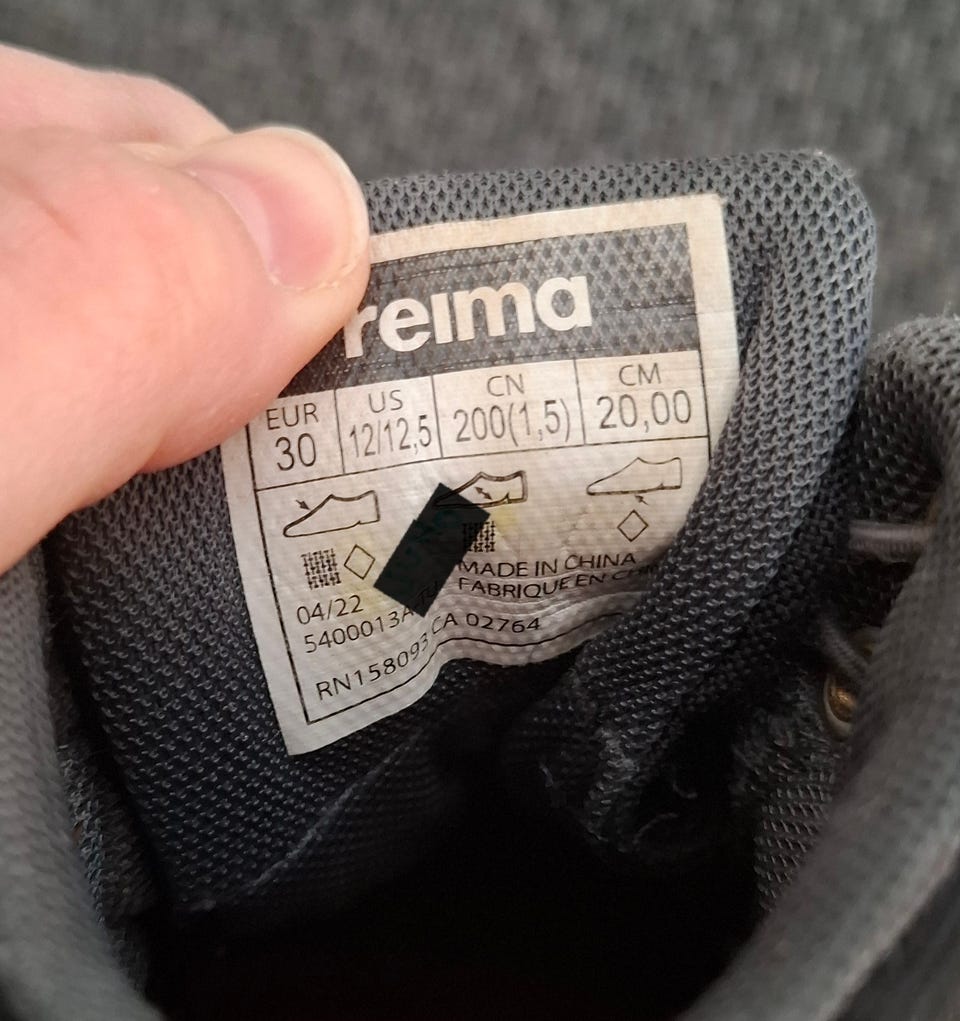 reima
EUR US CN CM
30 12/12,5 200(1,5) 20,00
04/22 MADE IN CHINA
5400013A FABRIQUE EN
RN158093 CA 02764